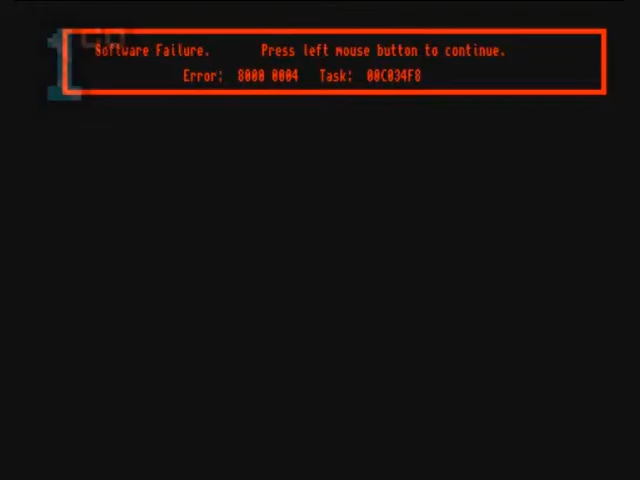 Software Failure. Press left mouse button to continue.
Error: 8000 0004 Task: 00C034F8